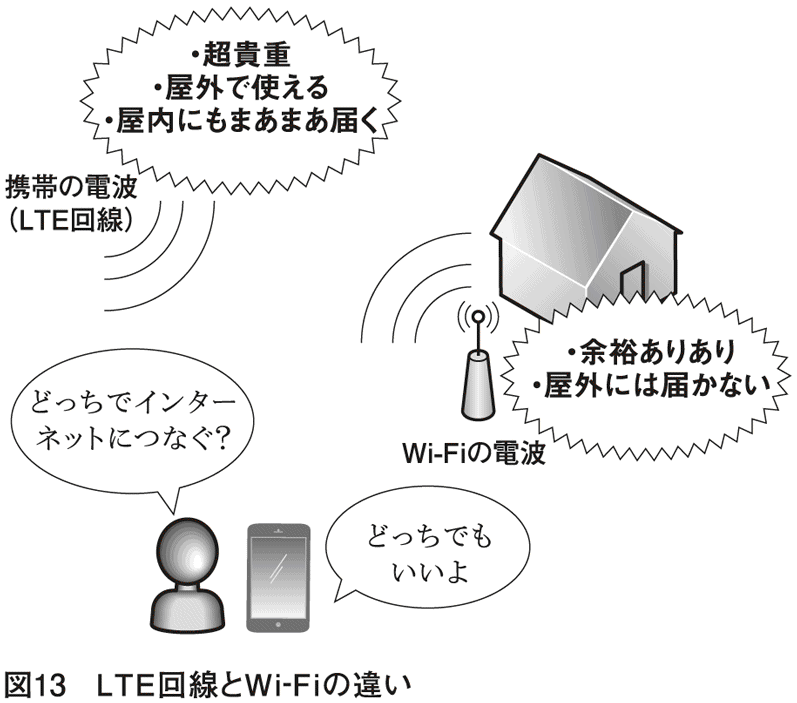 ・超貴重
・屋外で使える
・屋内にもまあまあ届く
携帯の電波
（LTE回線）
・余裕ありあり
・屋外には届かない
Wi-Fiの電波
どっちでインター
ネットにつなぐ？
どっちでも
いいよ
図13　LTE回線とWi-Fiの違い